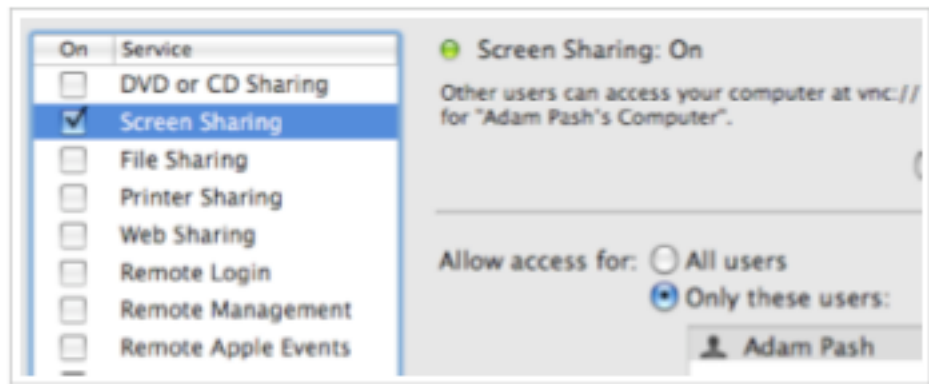 On Service
DVD or CD Sharing
Screen Sharing
File Sharing
Printer Sharing
Web Sharing
Remote Login
Remote Management
Remote Apple Events
Screen Sharing: On
Other users can access your computer at vnc://
for "Adam Pash's Computer".
Allow access for: All users
Only these users:
Adam Pash